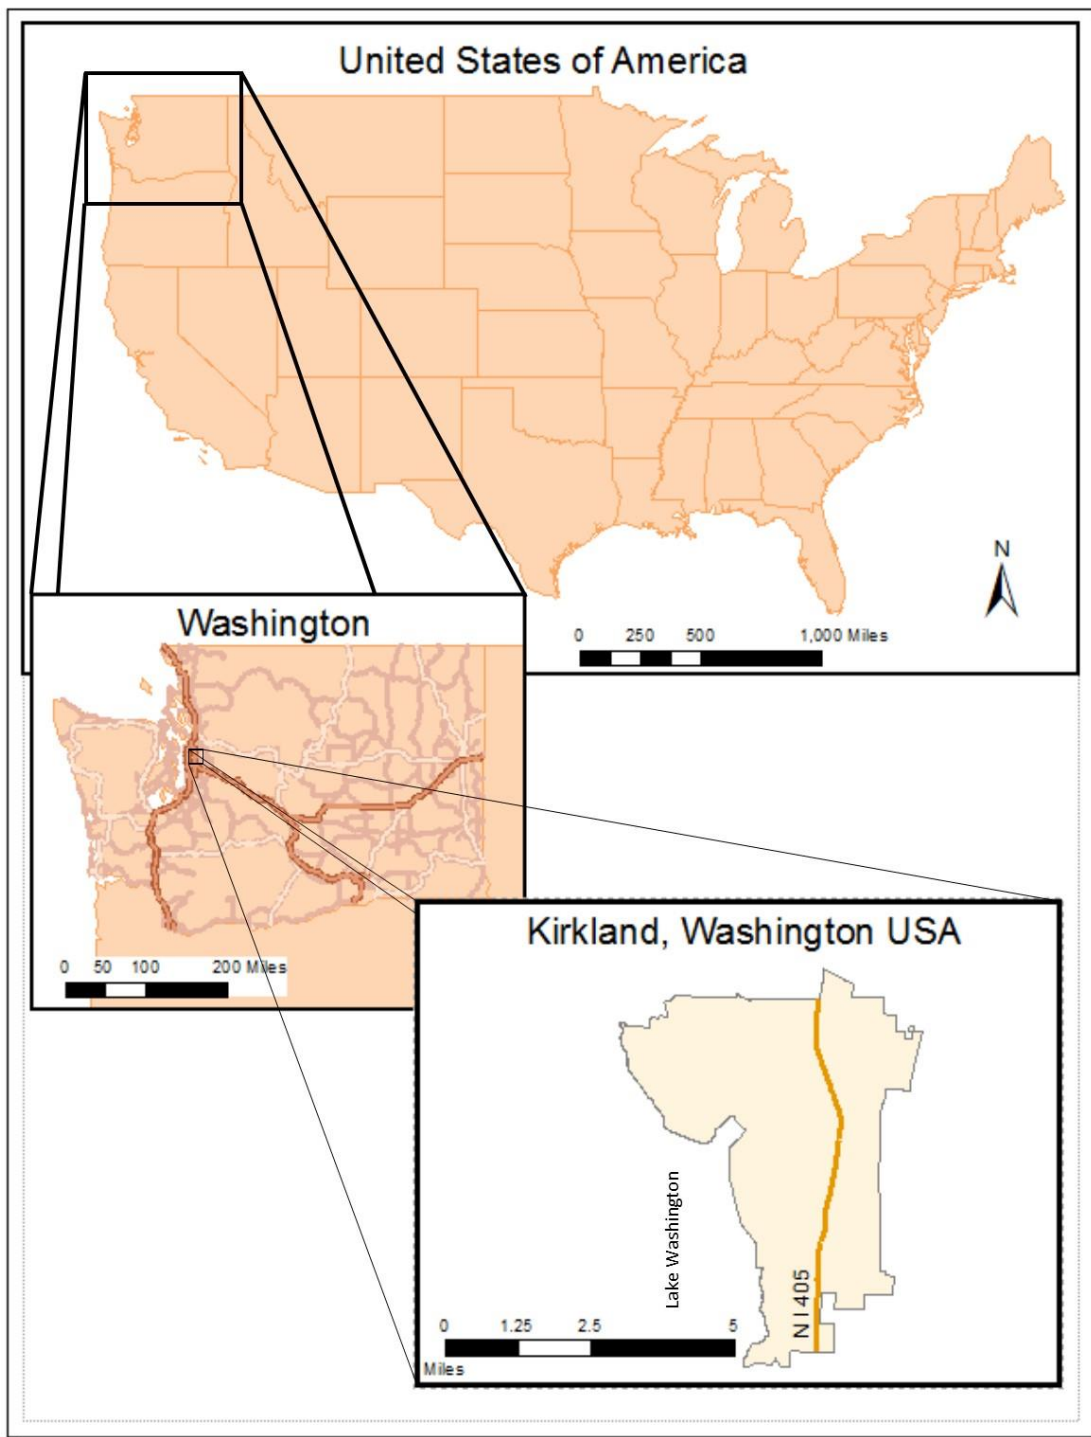 United States of America
N
0 250 500 1,000 Miles
Washington
0 50 100 200 Miles
Kirkland, Washington USA
Lake Washington
N I 405
0 1.25 2.5 5
Miles